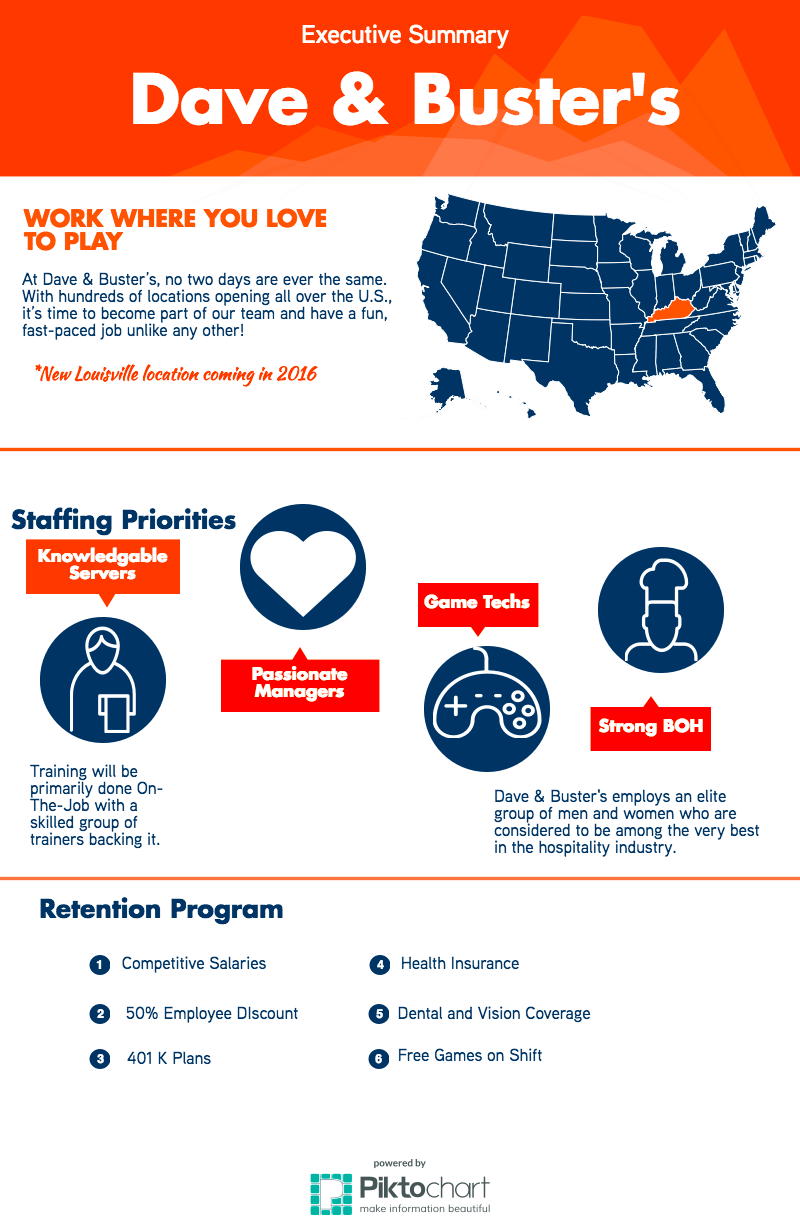 Executive Summary
Dave & Buster's
WORK WHERE YOU LOVE
TO PLAY
At Dave & Buster's, no two days are ever the same.
With hundreds of locations opening all over the U.S.,
it's time to become part of our team and have a fun,
fast-paced job unlike any other!
*New Louisville location coming in 2016
Staffing Priorities
Knowledgable
Servers
Passionate
Managers
Game Techs
Strong BOH
Training will be
primarily done On-
The-Job with a
skilled group of
trainers backing it.
Dave & Buster's employs an elite
group of men and women who are
considered to be among the very best
in the hospitality industry.
Retention Program
1 Competitive Salaries
2 50% Employee DIscount
3 401 K Plans
4 Health Insurance
5 Dental and Vision Coverage
6 Free Games on Shift
powered by
Piktochart
make information beautiful